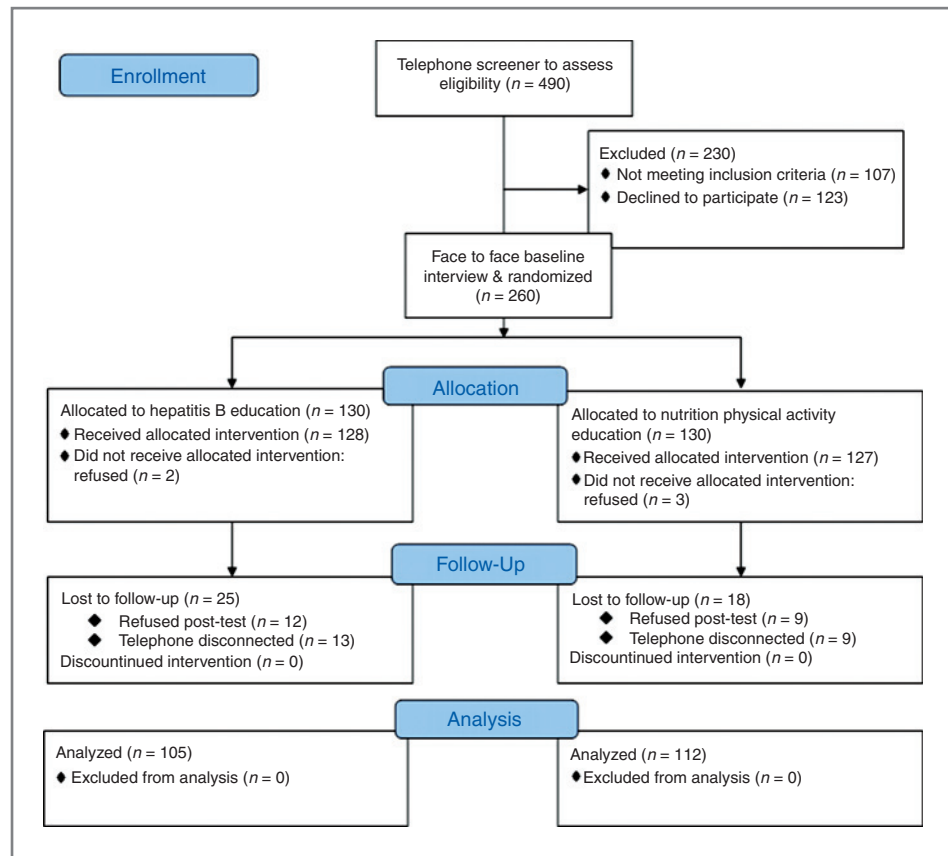 Enrollment
Telephone screener to assess
eligibility (n = 490)
Excluded (n = 230)
♦ Not meeting inclusion criteria (n = 107)
♦ Declined to participate (n = 123)
Face to face baseline
interview & randomized
(n = 260)
Allocation
Allocated to hepatitis B education (n = 130)
♦ Received allocated intervention (n = 128)
♦ Did not receive allocated intervention:
refused (n = 2)
Allocated to nutrition physical activity
education (n = 130)
♦ Received allocated intervention (n = 127)
♦ Did not receive allocated intervention:
refused (n = 3)
Follow-Up
Lost to follow-up (n = 25)
♦ Refused post-test (n = 12)
♦ Telephone disconnected (n = 13)
Discountinued intervention (n = 0)
Lost to follow-up (n = 18)
♦ Refused post-test (n = 9)
♦ Telephone disconnected (n = 9)
Discountinued intervention (n = 0)
Analysis
Analyzed (n = 105)
♦ Excluded from analysis (n = 0)
Analyzed (n = 112)
♦ Excluded from analysis (n = 0)